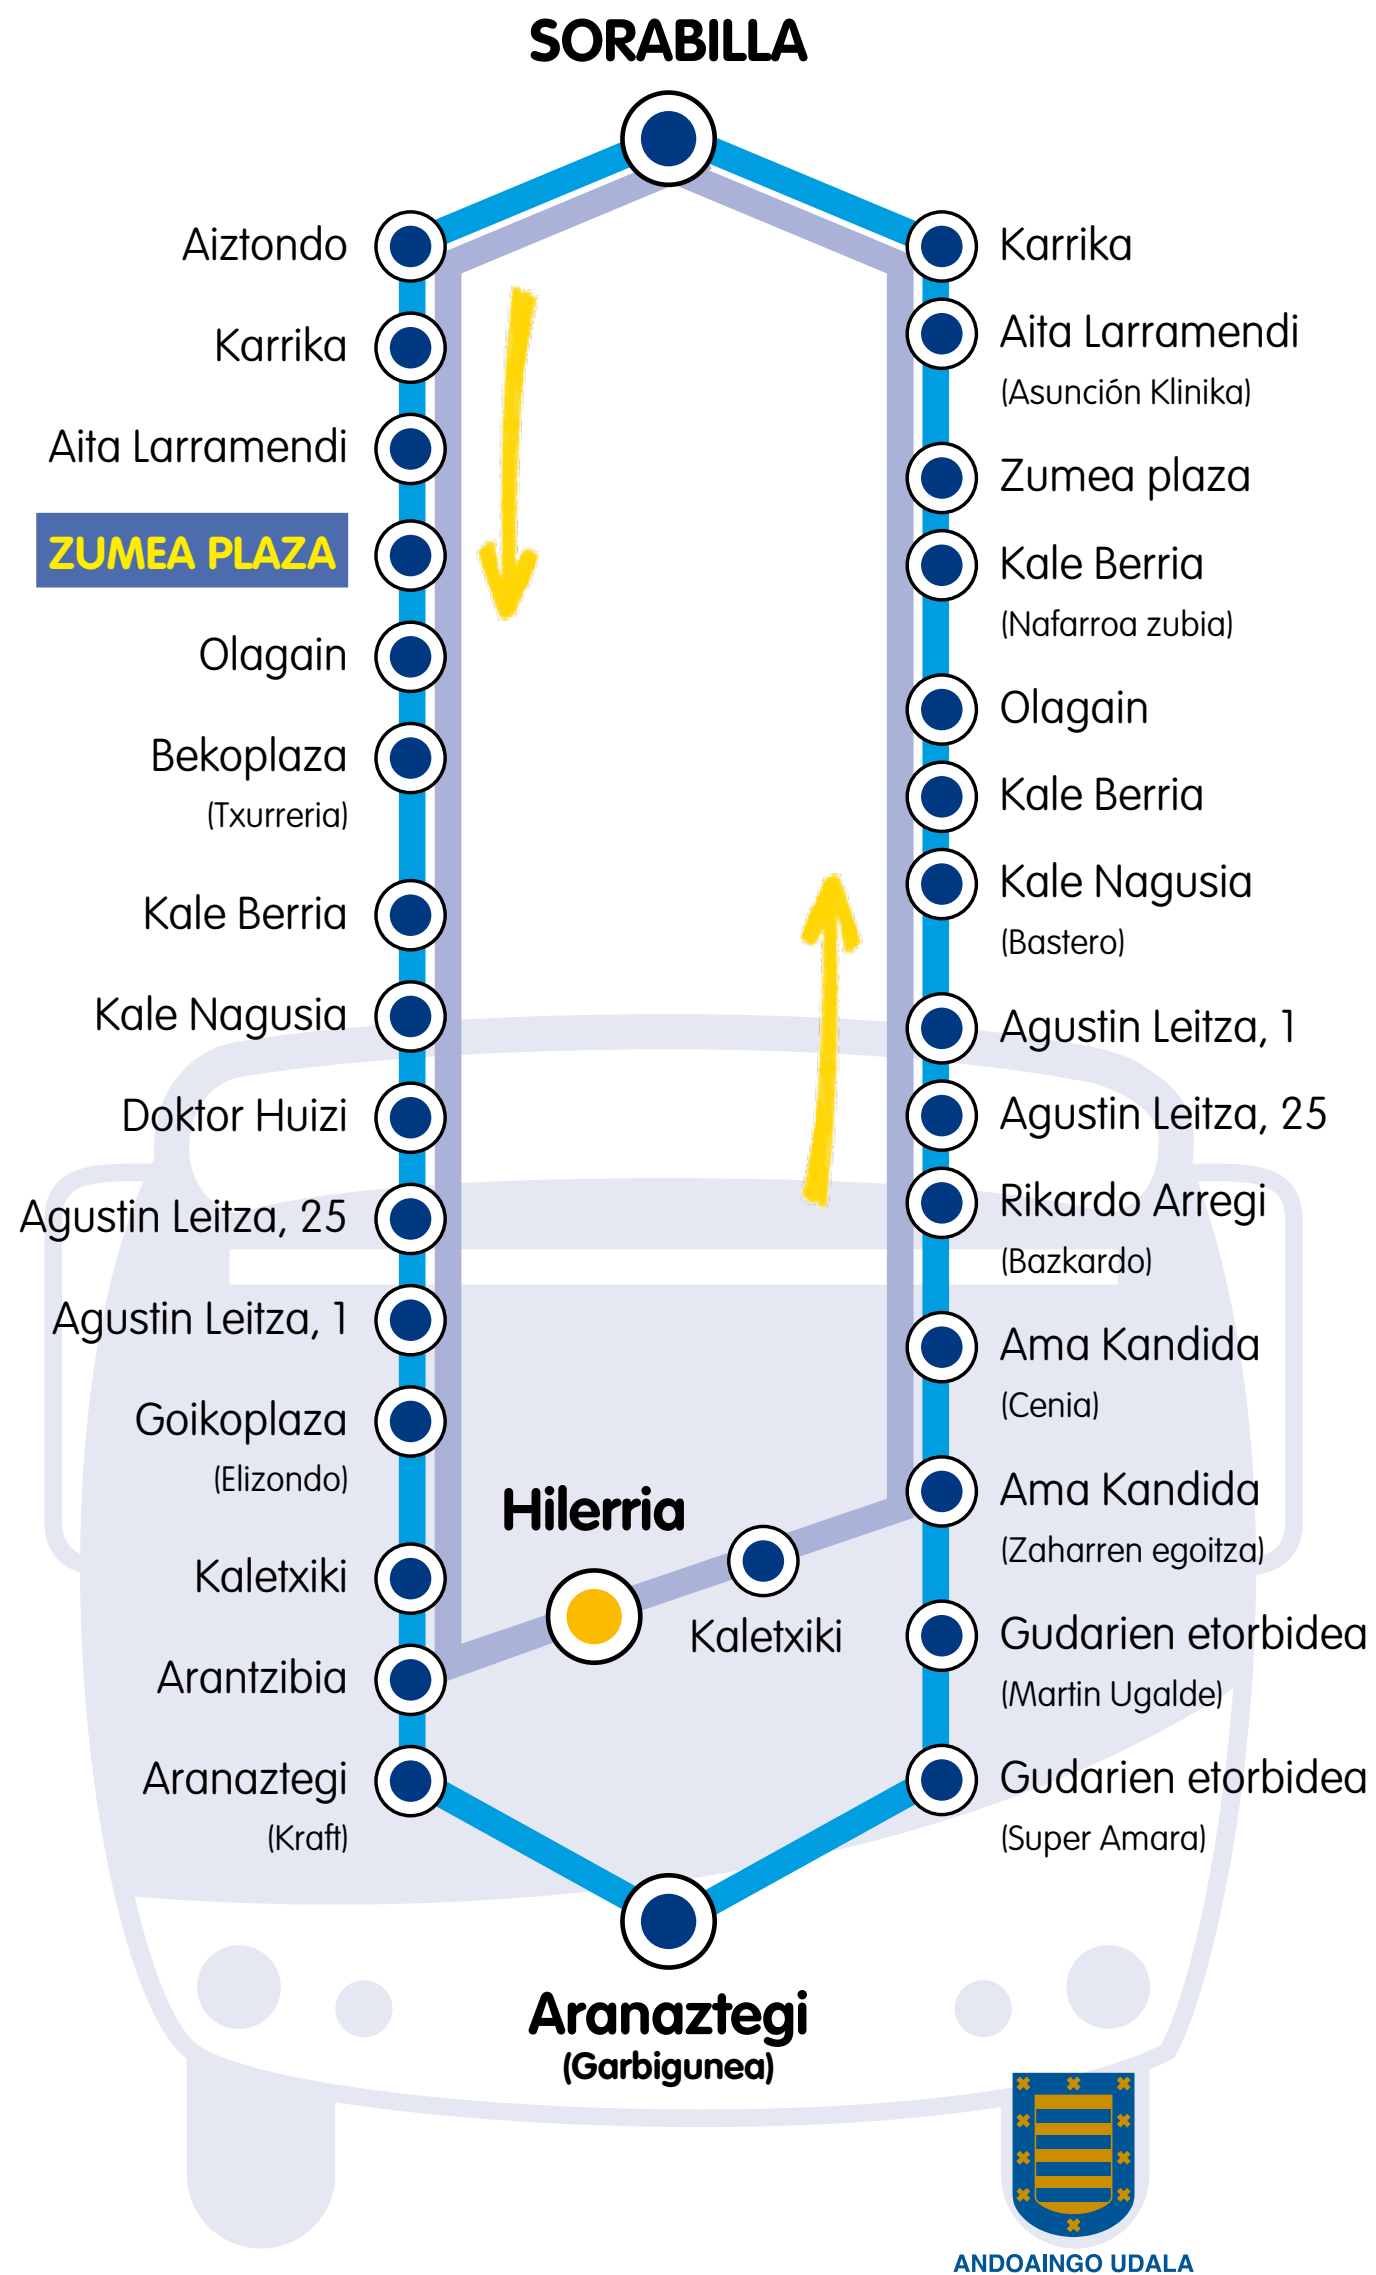 SORABILLA
Aiztondo
Karrika
Aita Larramendi
ZUMEA PLAZA
Olagain
Bekoplaza
(Txurreria)
Kale Berria
Kale Nagusia
Doktor Huizi
Agustin Leitza, 25
Agustin Leitza, 1
Goikoplaza
(Elizondo)
Kaletxiki
Arantzibia
Aranaztegi
(Kraft)
Karrika
Aita Larramendi
(Asunción Klinika)
Zumea plaza
Kale Berria
(Nafarroa zubia)
Olagain
Kale Berria
Kale Nagusia
(Bastero)
Agustin Leitza, 1
Agustin Leitza, 25
Rikardo Arregi
(Bazkardo)
Ama Kandida
(Cenia)
Ama Kandida
(Zaharren egoitza)
Gudarien etorbidea
(Martin Ugalde)
Gudarien etorbidea
(Super Amara)
Hilerria
Kaletxiki
Aranaztegi
(Garbigunea)
ANDOAINGO UDALA